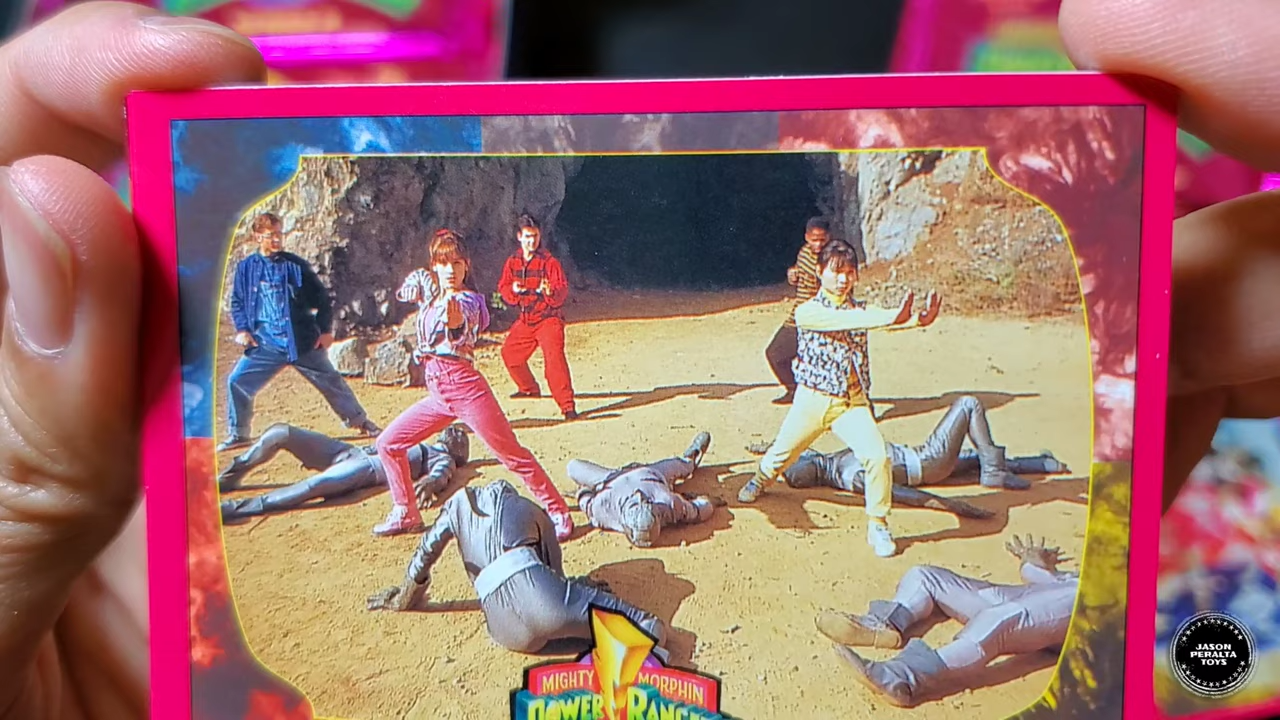 MIGHTY MORPHIN
POWER RANGERS
JASON
PERALTA
TOYS